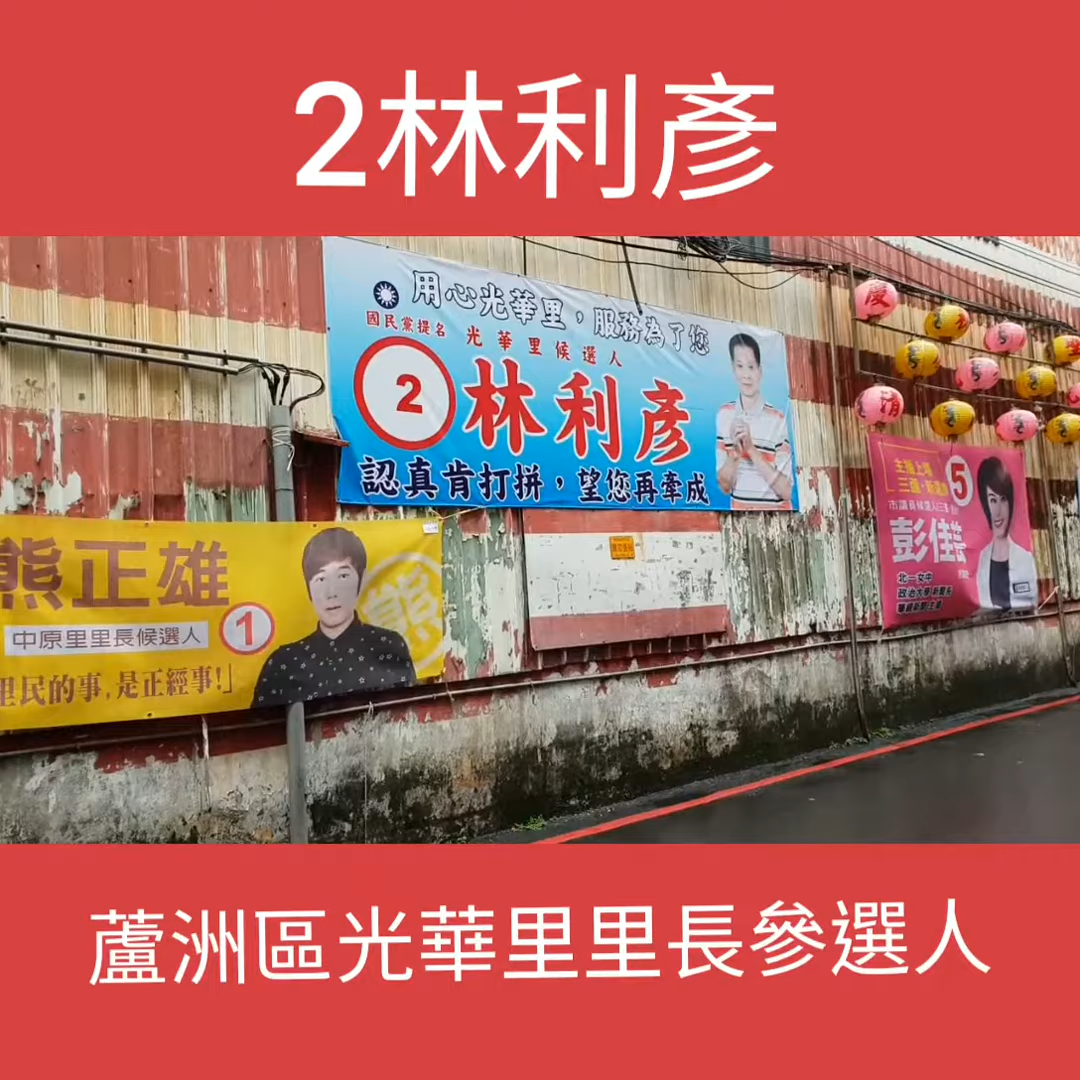 2林利彥
用心光華里，服務為了您
國民黨提名 光華里候選人
2 林利彥
認真肯打拼，望您再牽成
熊正雄
中原里里長候選人 1
里民的事，是正經事!」
5
彭佳芸
北一女中
蘆洲區光華里里長參選人